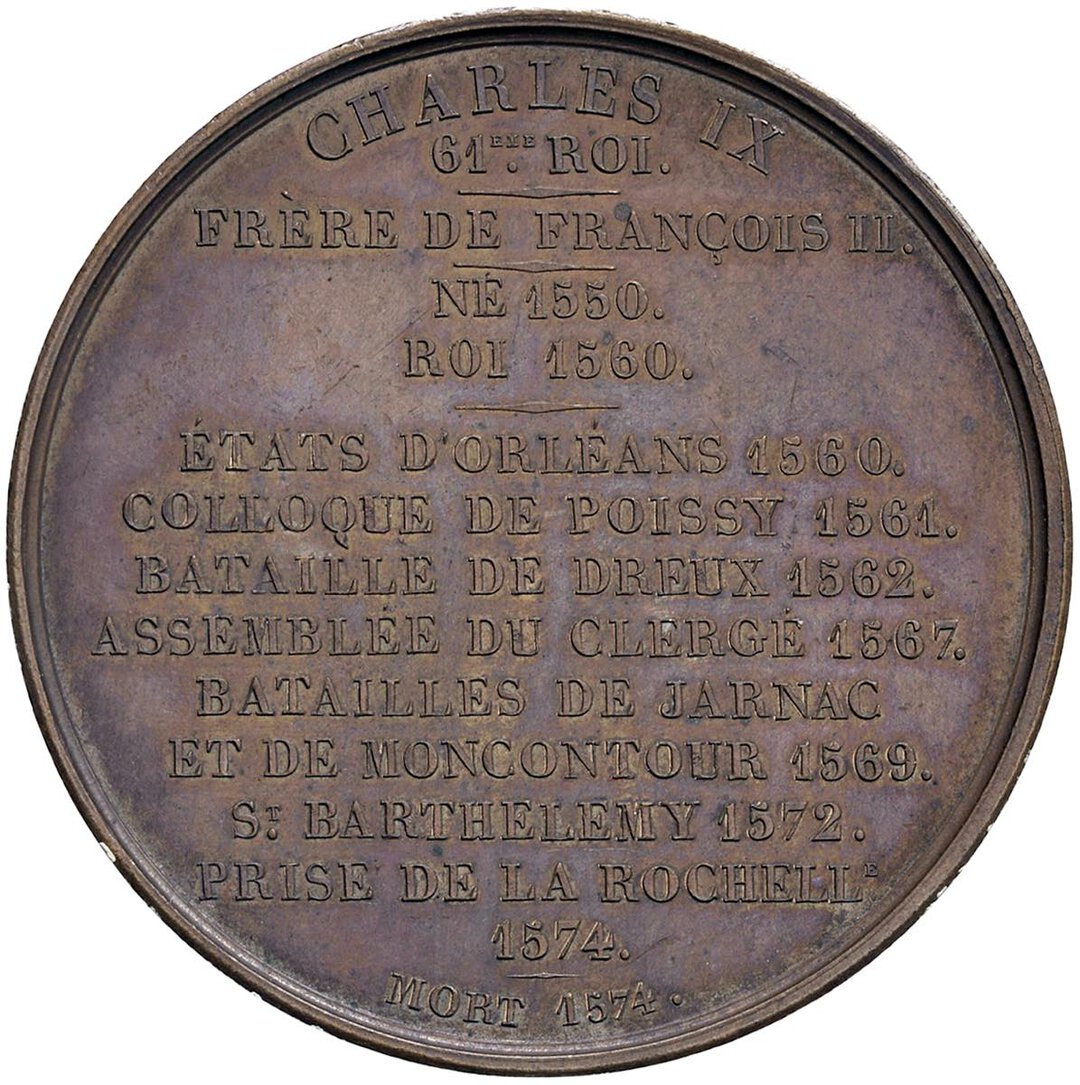 CHARLES IX
61EME. ROI.
FRÈRE DE FRANÇOIS II.
NÉ 1550.
ROI 1560.
ÉTATS D'ORLÉANS 1560.
COLLOQUE DE POISSY 1561.
BATAILLE DE DREUX 1562.
ASSEMBLÉE DU CLERGÉ 1567.
BATAILLES DE JARNAC
ET DE MONCONTOUR 1569.
ST. BARTHELEMY 1572.
PRISE DE LA ROCHELLE
1574.
MORT 1574.